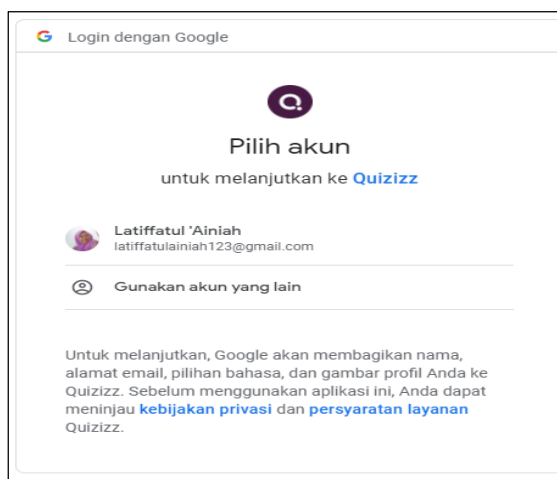 Login dengan Google
Pilih akun
untuk melanjutkan ke Quizizz
Latiffatul 'Ainiah
latiffatulainiah123@gmail.com
Gunakan akun yang lain
Untuk melanjutkan, Google akan membagikan nama,
alamat email, pilihan bahasa, dan gambar profil Anda ke
Quizizz. Sebelum menggunakan aplikasi ini, Anda dapat
meninjau kebijakan privasi dan persyaratan layanan
Quizizz.